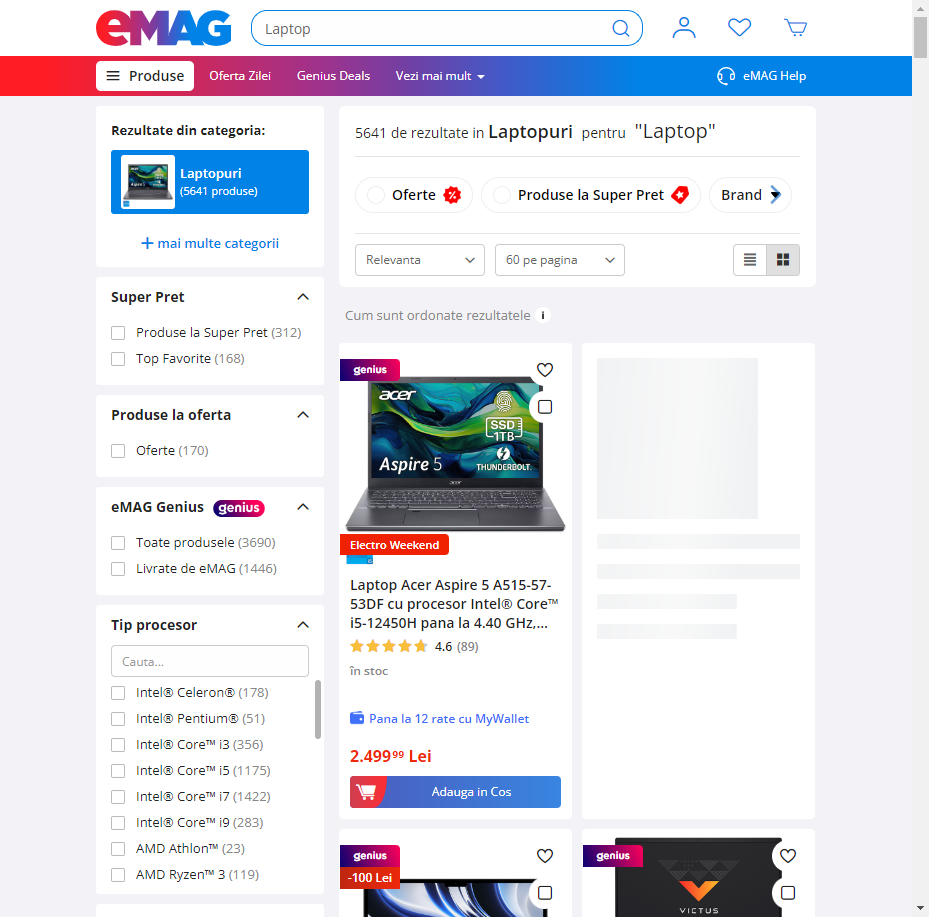 eMAG
Laptop
Produse
Oferta Zilei
Genius Deals
Vezi mai mult
eMAG Help
Rezultate din categoria:
Laptopuri
(5641 produse)
+ mai multe categorii
Super Pret
Produse la Super Pret (312)
Top Favorite (168)
Produse la oferta
Oferte (170)
eMAG Genius genius
Toate produsele (3690)
Livrate de eMAG (1446)
Tip procesor
Cauta...
Intel® Celeron® (178)
Intel® Pentium® (51)
Intel® Core™ i3 (356)
Intel® Core™ i5 (1175)
Intel® Core™ i7 (1422)
Intel® Core™ i9 (283)
AMD Athlon™ (23)
AMD Ryzen™ 3 (119)
5641 de rezultate in Laptopuri pentru "Laptop"
Oferte
Produse la Super Pret
Brand
Relevanta
60 pe pagina
Cum sunt ordonate rezultatele i
genius
acer
SSD
1TB
Aspire 5
THUNDERBOLT.
acer
Electro Weekend
Laptop Acer Aspire 5 A515-57-
53DF cu procesor Intel® Core™
i5-12450H pana la 4.40 GHz,...
4.6 (89)
în stoc
Pana la 12 rate cu MyWallet
2.499⁹⁹ Lei
Adauga in Cos
genius
-100 Lei
genius
VICTUS